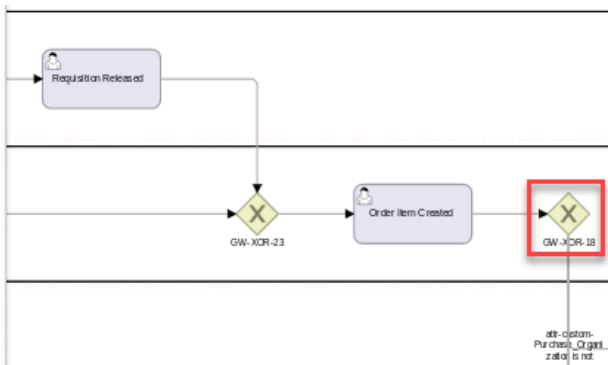 Requisition Released
Order Item Created
GW-XOR-23
GW-XOR-18
attr-custom-
Purchase_Organi
zation is not